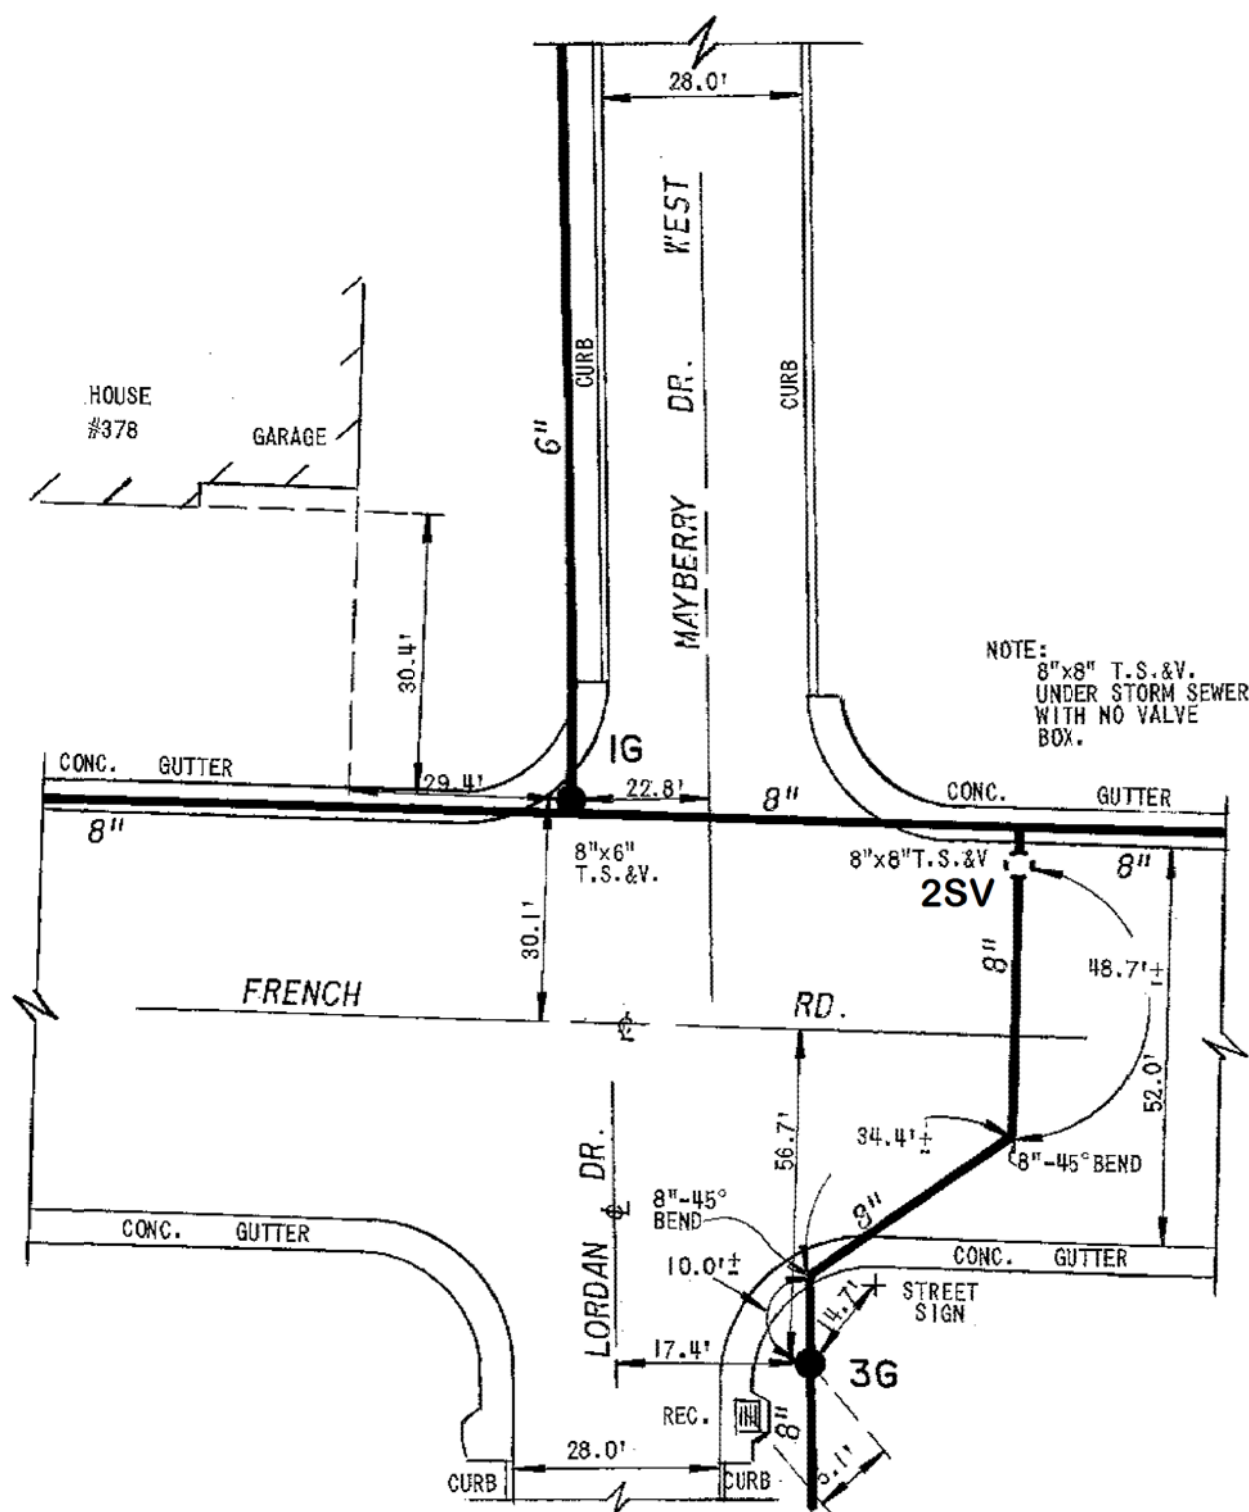 28.0'
MAYBERRY DR. WEST
CURB
CURB
HOUSE
#378
GARAGE
6"
30.4'
NOTE:
8"x8" T.S.&V.
UNDER STORM SEWER
WITH NO VALVE
BOX.
CONC. GUTTER
1G
29.4'
22.8'
8"
CONC. GUTTER
8"
8"x6"
T.S.&V.
8"x8"T.S.&V
8"
2SV
30.1'
8"
48.7'±
FRENCH RD.
℄
52.0'
56.7'
34.4'±
8"-45° BEND
LORDAN DR.
℄
8"-45°
BEND
8"
CONC. GUTTER
CONC. GUTTER
10.0'±
14.7'
STREET
SIGN
17.4'
3G
REC.
8"
28.0'
CURB
CURB